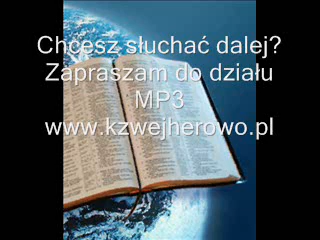 Chcesz słuchać dalej?
Zapraszam do działu
MP3
www.kzwejherowo.pl